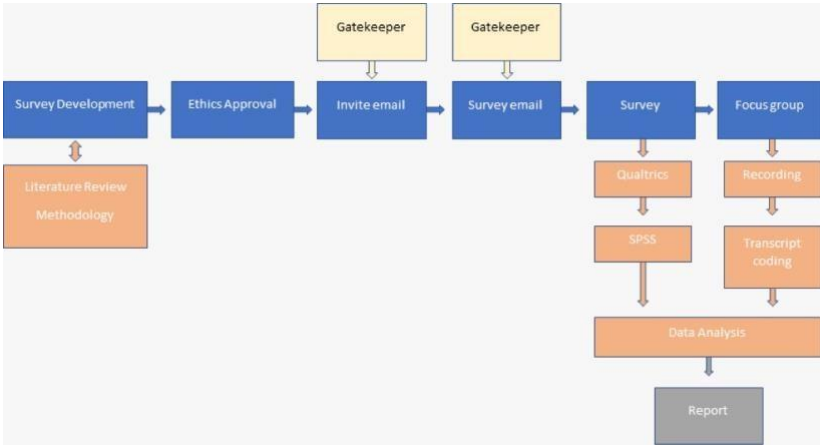 Gatekeeper
Gatekeeper
Survey Development
Ethics Approval
Invite email
Survey email
Survey
Focus group
Literature Review
Methodology
Qualtrics
Recording
SPSS
Transcript
coding
Data Analysis
Report